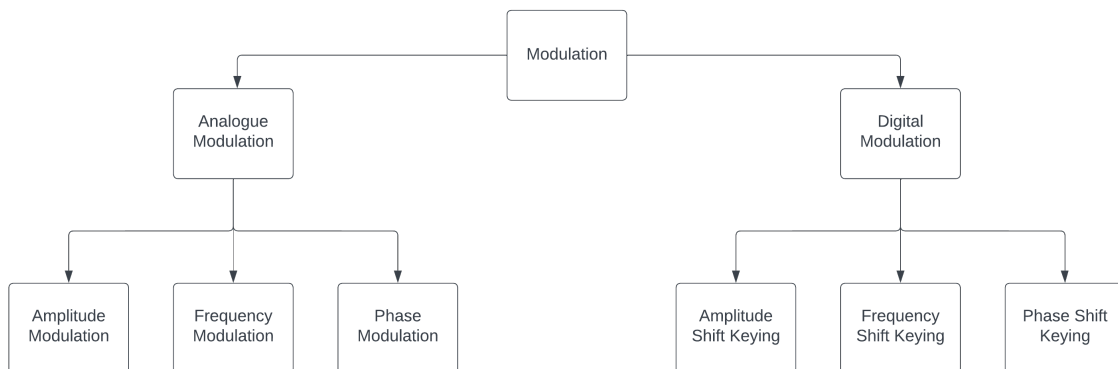 Modulation
Analogue
Modulation
Digital
Modulation
Amplitude
Modulation
Frequency
Modulation
Phase
Modulation
Amplitude
Shift Keying
Frequency
Shift Keying
Phase Shift
Keying